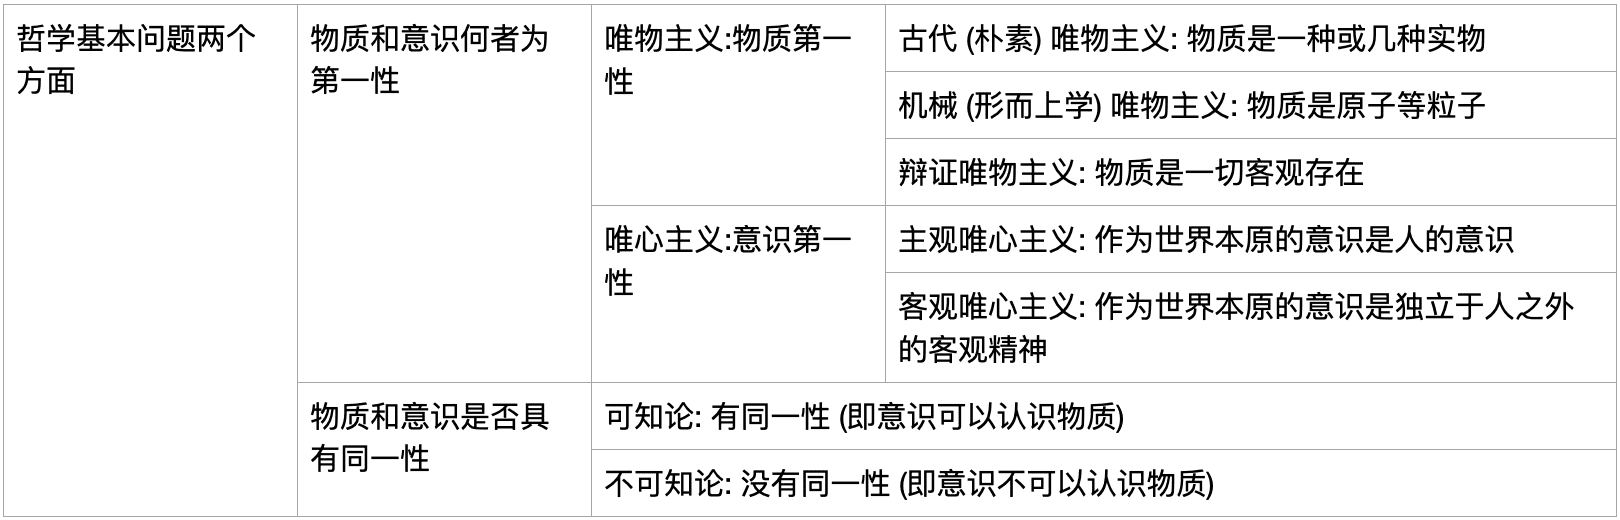 哲学基本问题两个
方面
物质和意识何者为
第一性
唯物主义:物质第一
性
古代 (朴素) 唯物主义: 物质是一种或几种实物
机械 (形而上学) 唯物主义: 物质是原子等粒子
辩证唯物主义: 物质是一切客观存在
唯心主义:意识第一
性
主观唯心主义: 作为世界本原的意识是人的意识
客观唯心主义: 作为世界本原的意识是独立于人之外
的客观精神
物质和意识是否具
有同一性
可知论: 有同一性 (即意识可以认识物质)
不可知论: 没有同一性 (即意识不可以认识物质)